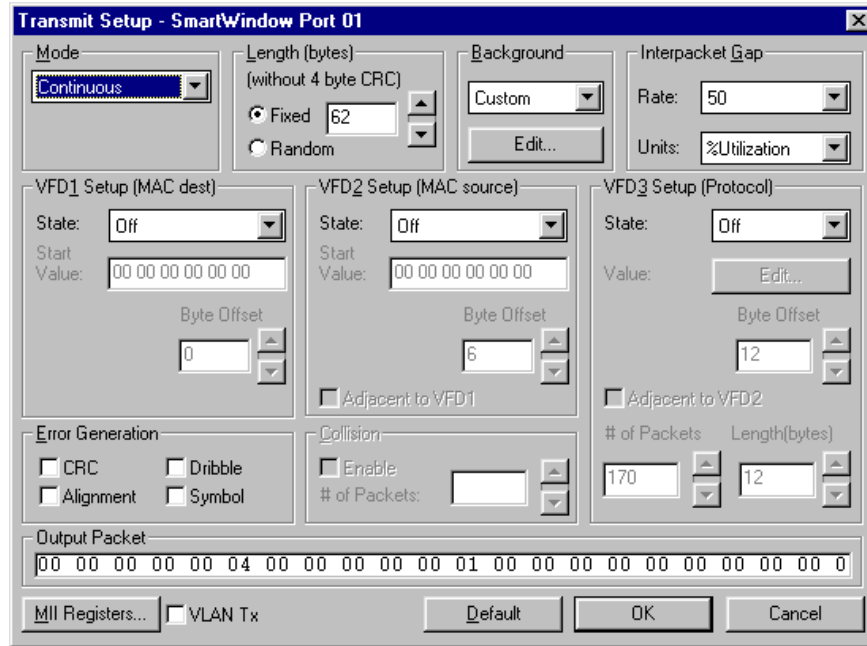 Transmit Setup - SmartWindow Port 01
Mode
Continuous
Length (bytes)
(without 4 byte CRC)
Fixed 62
Random
Background
Custom
Edit...
Interpacket Gap
Rate: 50
Units: %Utilization
VFD1 Setup (MAC dest)
State: Off
Start
Value: 00 00 00 00 00 00
Byte Offset
0
VFD2 Setup (MAC source)
State: Off
Start
Value: 00 00 00 00 00 00
Byte Offset
6
Adjacent to VFD1
VFD3 Setup (Protocol)
State: Off
Value: Edit...
Byte Offset
12
Adjacent to VFD2
# of Packets Length(bytes)
170 12
Error Generation
CRC Dribble
Alignment Symbol
Collision
Enable
# of Packets:
Output Packet
00 00 00 00 00 04 00 00 00 00 00 01 00 00 00 00 00 00 00 00 0
MII Registers... VLAN Tx Default OK Cancel